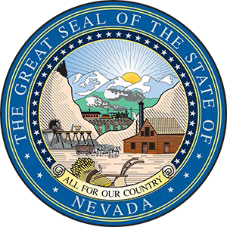 THE GREAT SEAL OF THE STATE OF
NEVADA
ALL FOR OUR COUNTRY